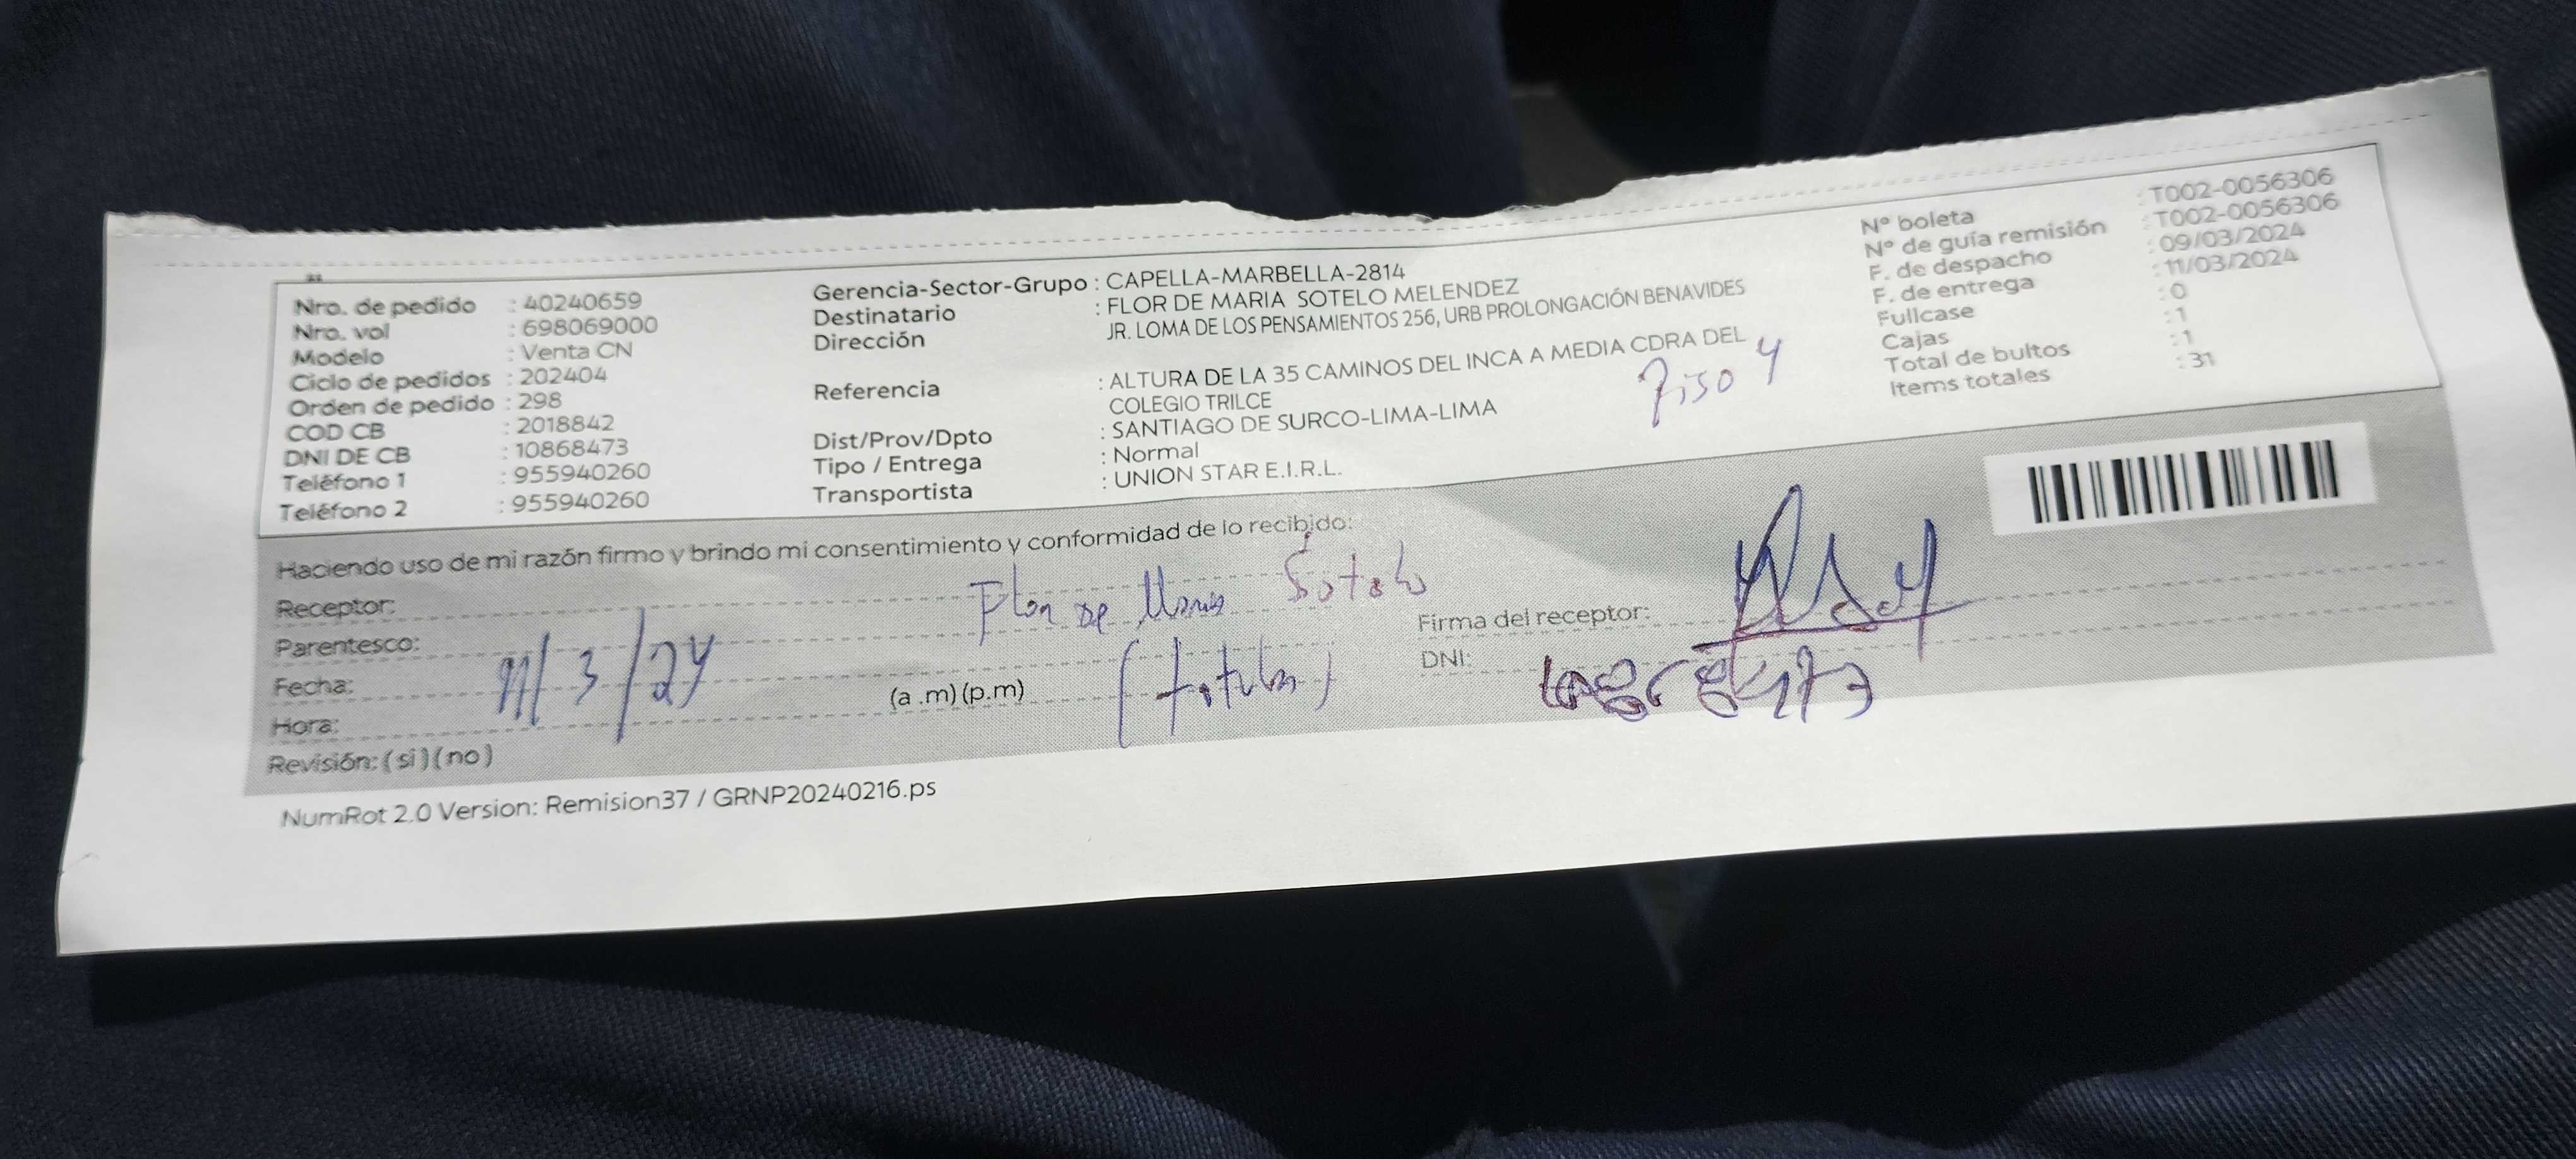 Nro. de pedido : 40240659
Nro. vol : 698069000
Modelo : Venta CN
Ciclo de pedidos : 202404
Orden de pedido : 298
COD CB : 2018842
DNI DE CB : 10868473
Teléfono 1 : 955940260
Teléfono 2 : 955940260
Gerencia-Sector-Grupo : CAPELLA-MARBELLA-2814
Destinatario : FLOR DE MARIA SOTELO MELENDEZ
Dirección JR. LOMA DE LOS PENSAMIENTOS 256, URB PROLONGACIÓN BENAVIDES
Referencia : ALTURA DE LA 35 CAMINOS DEL INCA A MEDIA CDRA DEL
COLEGIO TRILCE
Piso 4
Dist/Prov/Dpto : SANTIAGO DE SURCO-LIMA-LIMA
Tipo / Entrega : Normal
Transportista : UNION STAR E.I.R.L.
Nº boleta : T002-0056306
Nº de guía remisión : T002-0056306
F. de despacho : 09/03/2024
F. de entrega : 11/03/2024
Fullcase : 0
Cajas : 1
Total de bultos : 1
Items totales : 31
Haciendo uso de mi razón firmo y brindo mi consentimiento y conformidad de lo recibido:
Receptor: Flor de Maria Sotelo
Parentesco:
Fecha: 11/3/24
Hora: (a .m) (p.m)
Revisión: ( si ) ( no )
Firma del receptor:
DNI:
NumRot 2.0 Version: Remision37 / GRNP20240216.ps